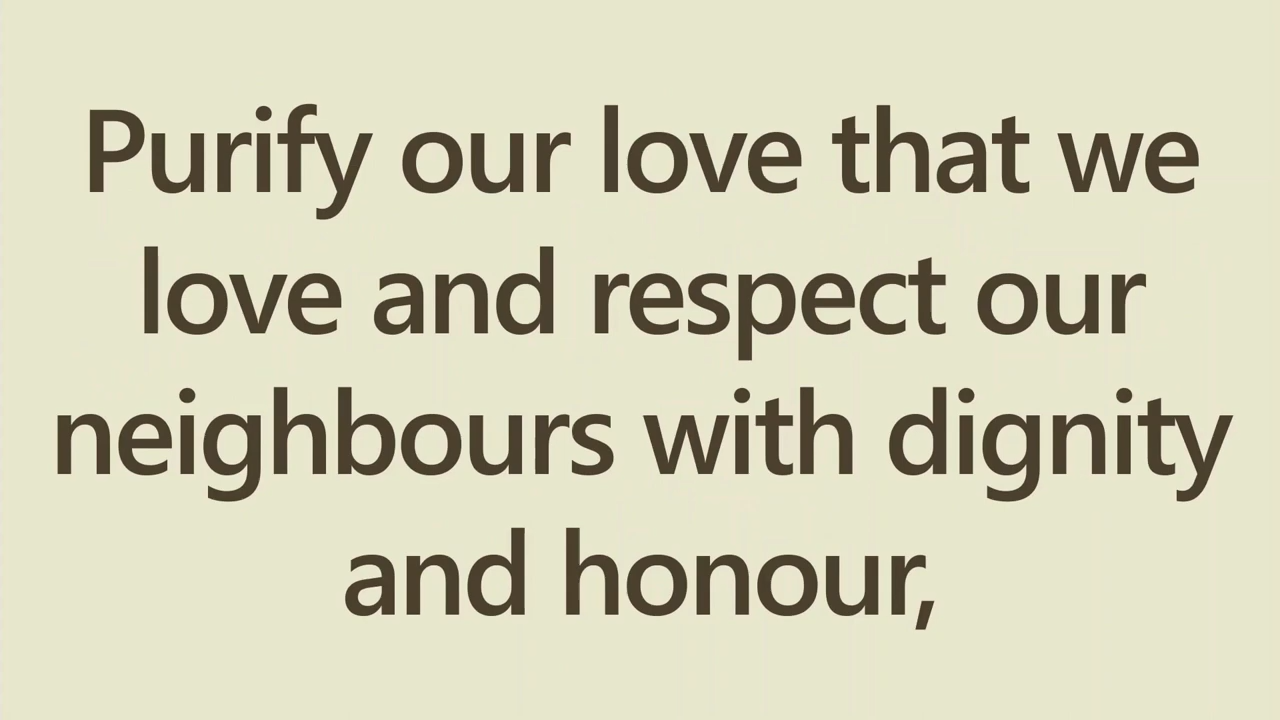 Purify our love that we
love and respect our
neighbours with dignity
and honour,